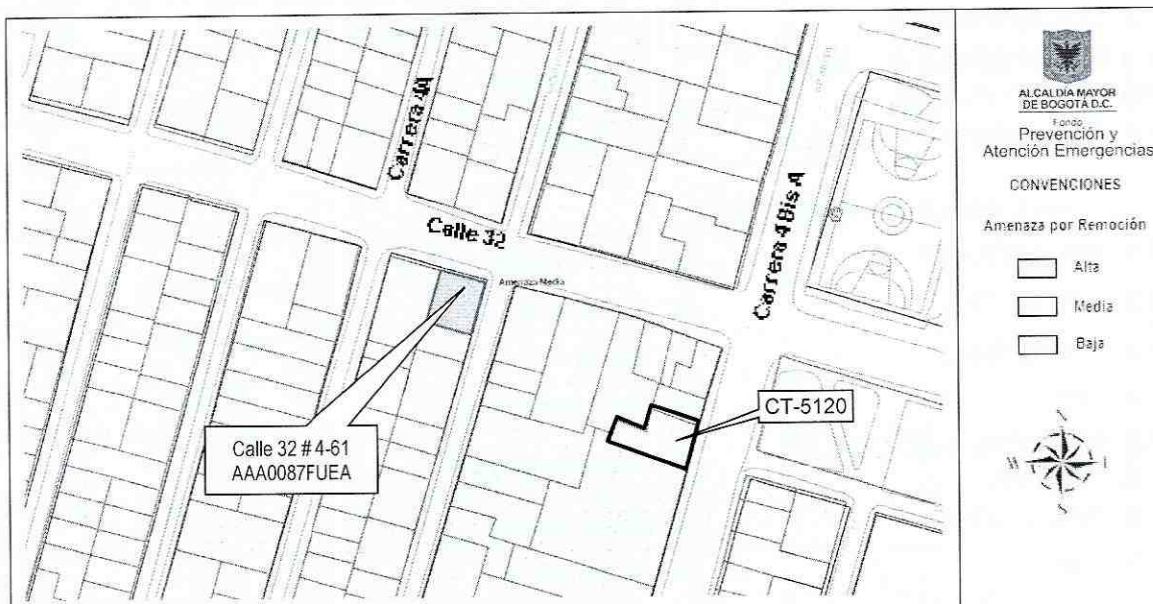 Carrera 4A
Calle 32
Amenaza Media
Carrera 4 Bis A
CT-5120
Calle 32 # 4-61
AAA0087FUEA
ALCALDÍA MAYOR
DE BOGOTÁ D.C.
Fondo
Prevención y
Atención Emergencias
CONVENCIONES
Amenaza por Remoción
Alta
Media
Baja
N
W
E
S